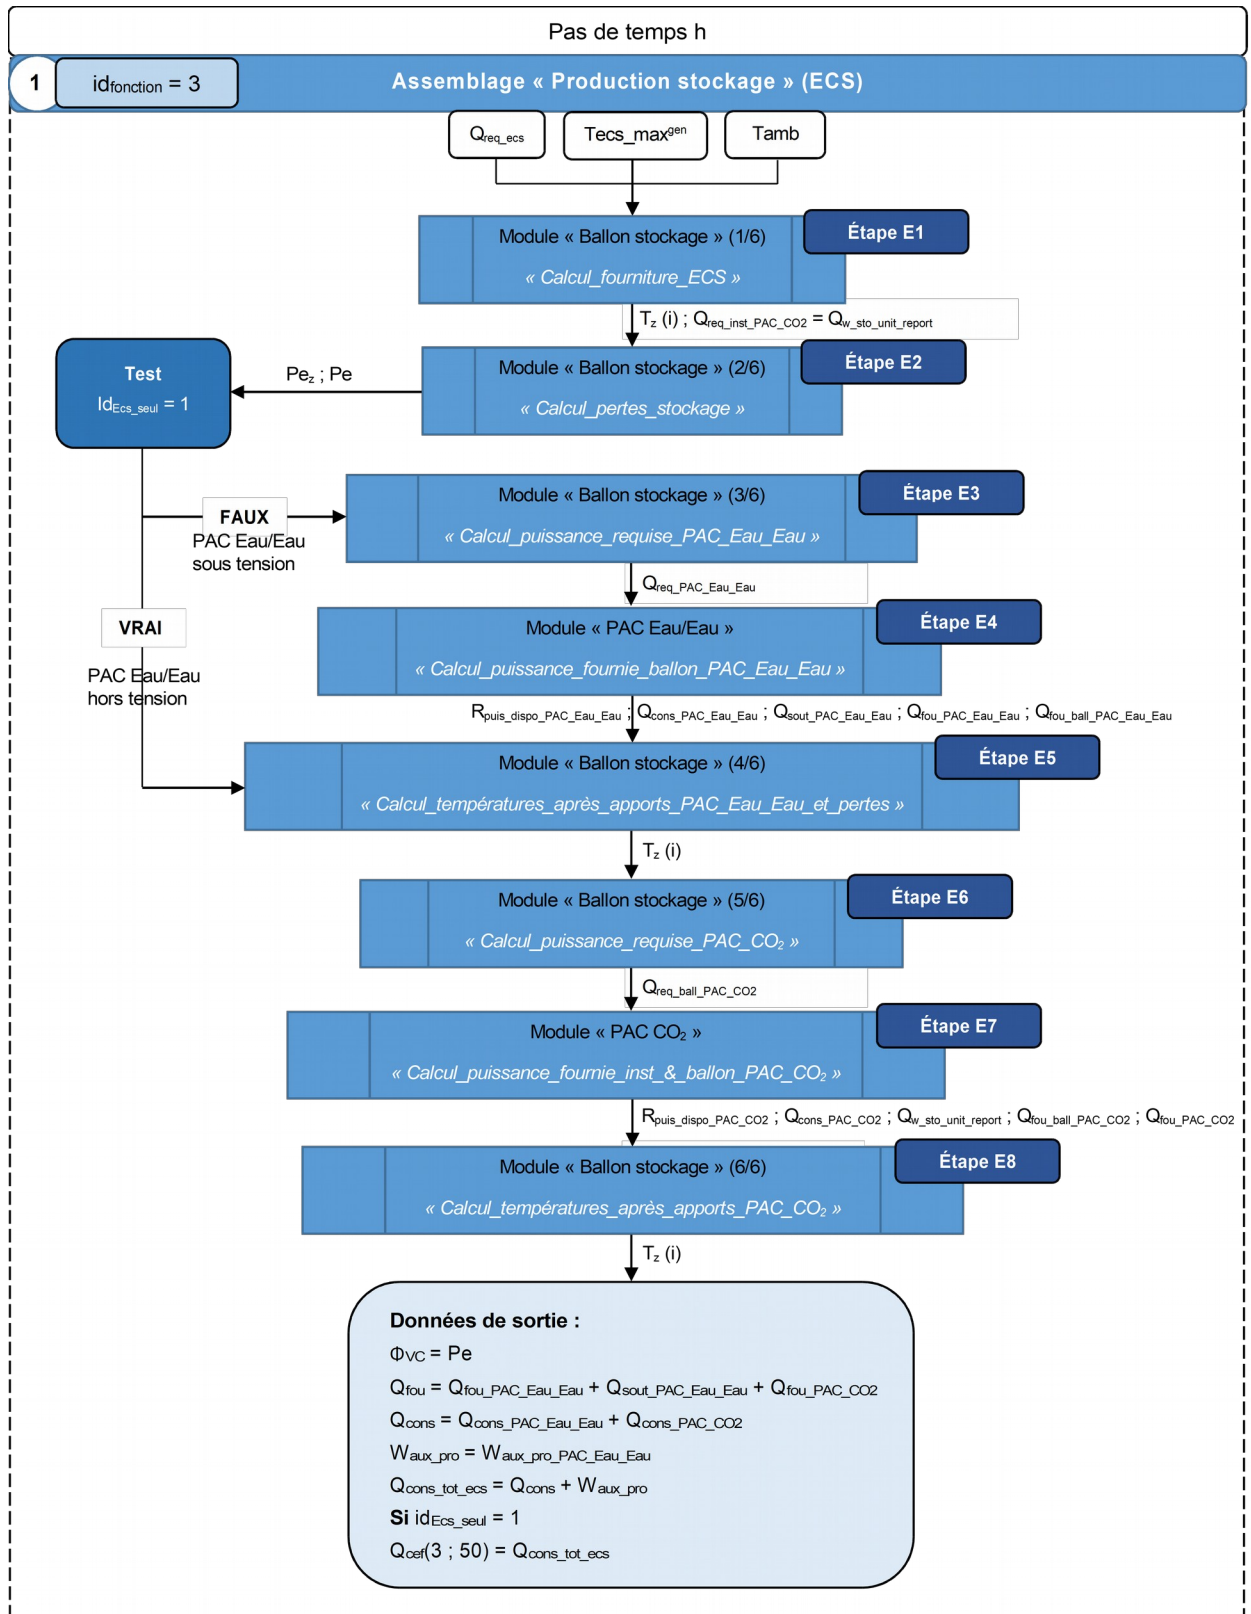 Pas de temps h
1
id fonction = 3
Assemblage « Production stockage » (ECS)
Q req_ecs
Tecs_max gen
Tamb
Module « Ballon stockage » (1/6)
Étape E1
« Calcul_fourniture_ECS »
Tz (i) ; Qreq_inst_PAC_CO2 = Qw_sto_unit_report
Module « Ballon stockage » (2/6)
Étape E2
« Calcul_pertes_stockage »
Pez ; Pe
Test
IdEcs_seul = 1
Module « Ballon stockage » (3/6)
Étape E3
« Calcul_puissance_requise_PAC_Eau_Eau »
FAUX
PAC Eau/Eau
sous tension
Qreq_PAC_Eau_Eau
VRAI
PAC Eau/Eau
hors tension
Module « PAC Eau/Eau »
Étape E4
« Calcul_puissance_fournie_ballon_PAC_Eau_Eau »
Rpuis_dispo_PAC_Eau_Eau ; Qcons_PAC_Eau_Eau ; Qsout_PAC_Eau_Eau ; Qfou_PAC_Eau_Eau ; Qfou_ball_PAC_Eau_Eau
Module « Ballon stockage » (4/6)
Étape E5
« Calcul_températures_après_apports_PAC_Eau_Eau_et_pertes »
Tz (i)
Module « Ballon stockage » (5/6)
Étape E6
« Calcul_puissance_requise_PAC_CO2 »
Qreq_ball_PAC_CO2
Module « PAC CO2 »
Étape E7
« Calcul_puissance_fournie_inst_&_ballon_PAC_CO2 »
Rpuis_dispo_PAC_CO2 ; Qcons_PAC_CO2 ; Qw_sto_unit_report ; Qfou_ball_PAC_CO2 ; Qfou_PAC_CO2
Module « Ballon stockage » (6/6)
Étape E8
« Calcul_températures_après_apports_PAC_CO2 »
Tz (i)
Données de sortie :
ΦVC = Pe
Qfou = Qfou_PAC_Eau_Eau + Qsout_PAC_Eau_Eau + Qfou_PAC_CO2
Qcons = Qcons_PAC_Eau_Eau + Qcons_PAC_CO2
Waux_pro = Waux_pro_PAC_Eau_Eau
Qcons_tot_ecs = Qcons + Waux_pro
Si idEcs_seul = 1
Qcef(3 ; 50) = Qcons_tot_ecs